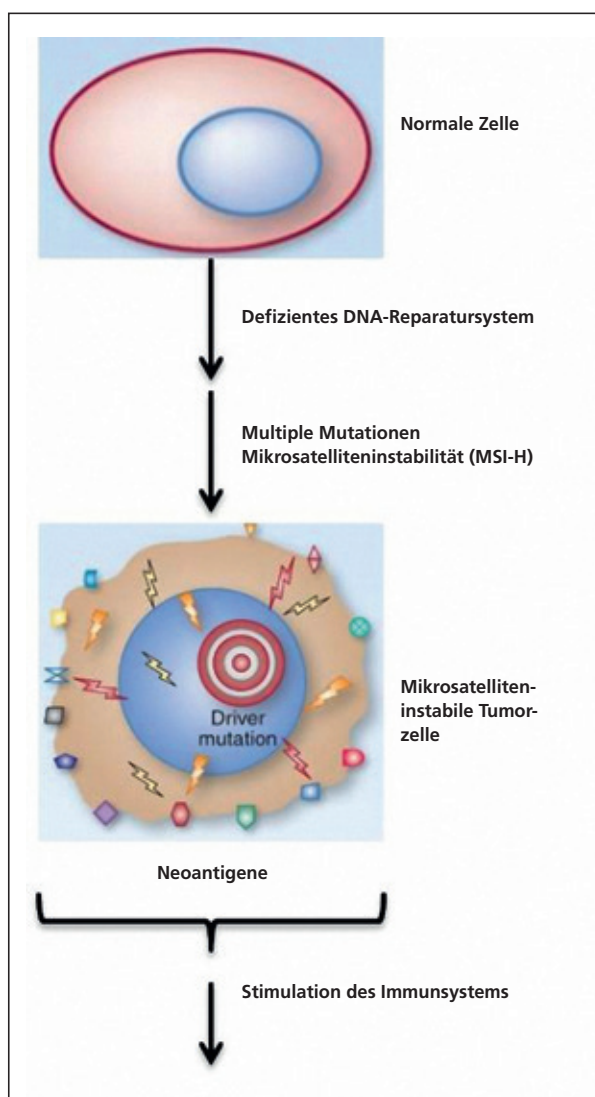 Normale Zelle
Defizientes DNA-Reparatursystem
Multiple Mutationen
Mikrosatelliteninstabilität (MSI-H)
Driver
mutation
Mikrosatelliten-
instabile Tumor-
zelle
Neoantigene
Stimulation des Immunsystems